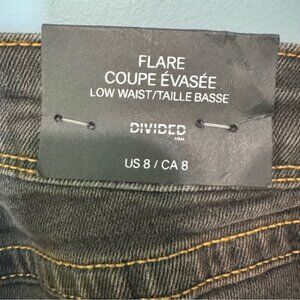 FLARE
COUPE ÉVASÉE
LOW WAIST/TAILLE BASSE
DIVIDED
H&M
US 8 / CA 8